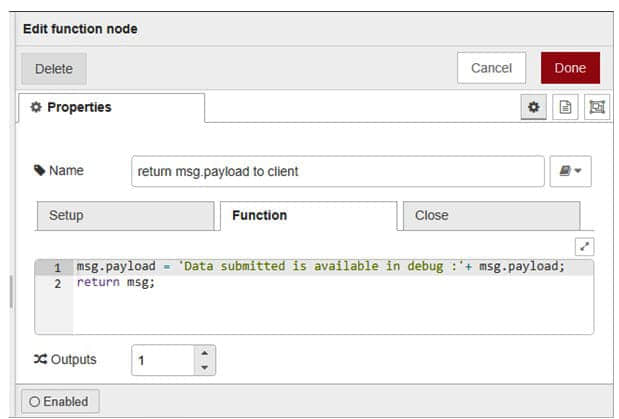 Edit function node
Delete
Cancel
Done
Properties
Name
return msg.payload to client
Setup
Function
Close
1 msg.payload = 'Data submitted is available in debug :'+ msg.payload;
2 return msg;
Outputs
1
Enabled